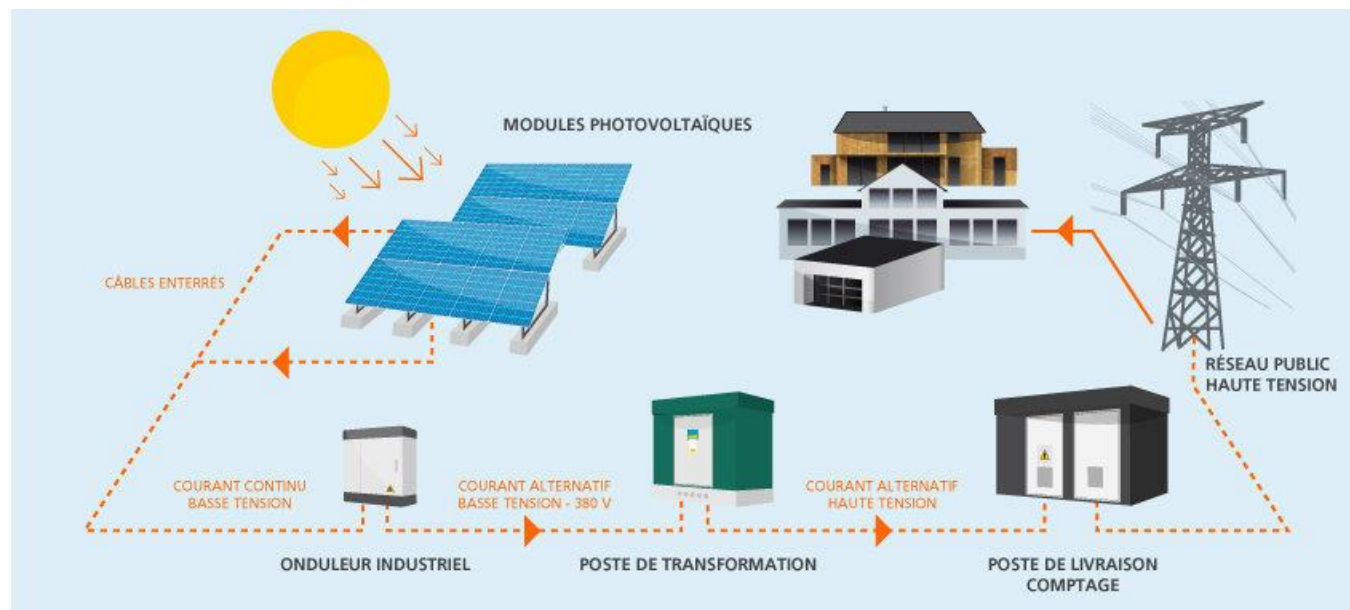 MODULES PHOTOVOLTAÏQUES
CÂBLES ENTERRÉS
RÉSEAU PUBLIC
HAUTE TENSION
COURANT CONTINU
BASSE TENSION
COURANT ALTERNATIF
BASSE TENSION - 380 V
COURANT ALTERNATIF
HAUTE TENSION
ONDULEUR INDUSTRIEL
POSTE DE TRANSFORMATION
POSTE DE LIVRAISON
COMPTAGE